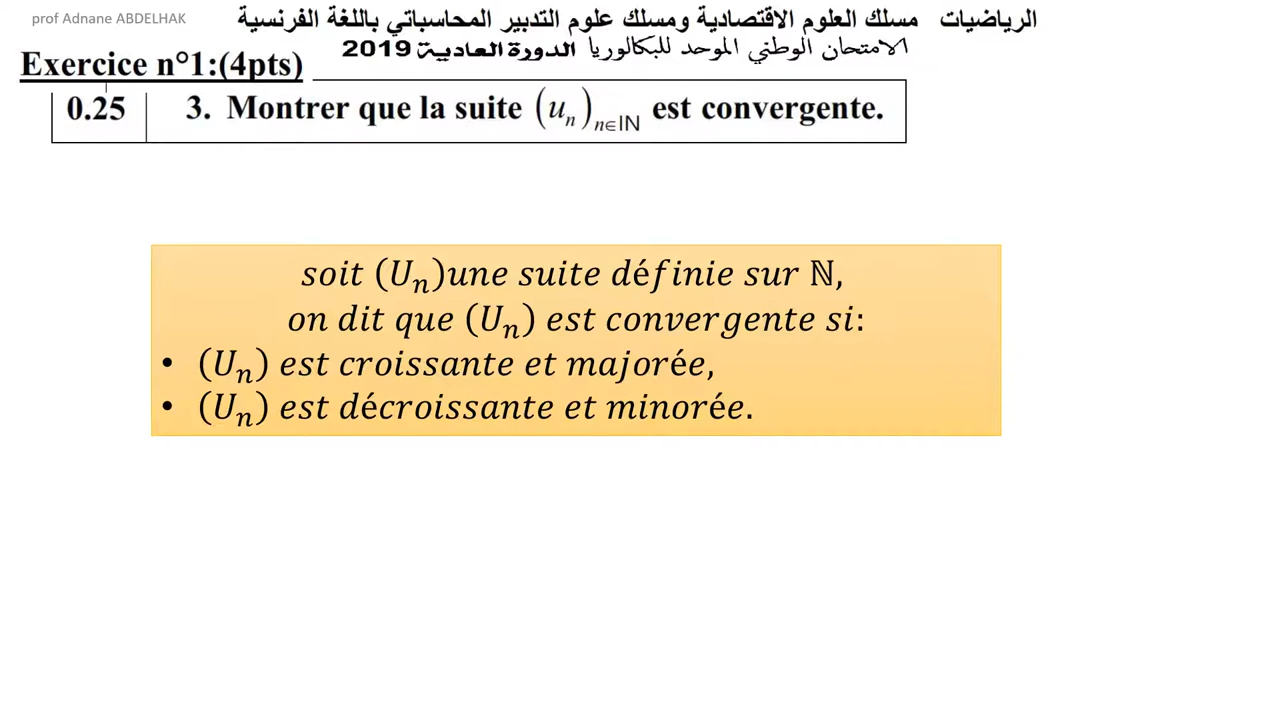 prof Adnane ABDELHAK
الرياضيات مسلك العلوم الاقتصادية ومسلك علوم التدبير المحاسباتي باللغة الفرنسية
الامتحان الوطني الموحد للبكالوريا الدورة العادية 2019
Exercice n°1:(4pts)
0.25 3. Montrer que la suite (uₙ)ₙ∈IN est convergente.
soit (Uₙ)une suite définie sur ℕ,
on dit que (Uₙ) est convergente si:
• (Uₙ) est croissante et majorée,
• (Uₙ) est décroissante et minorée.